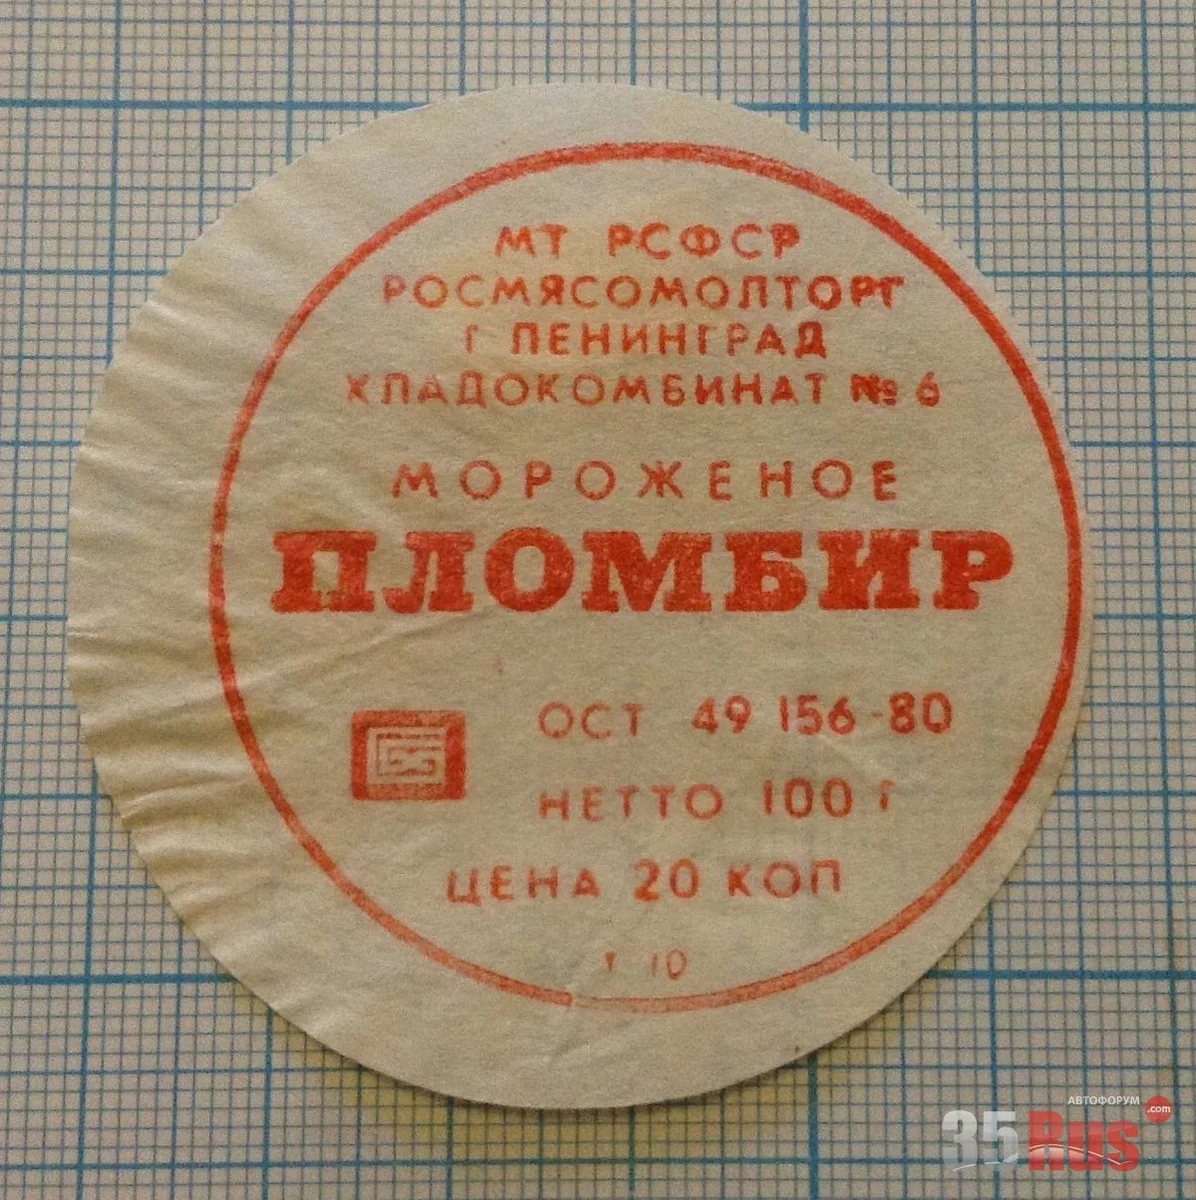 МТ РСФСР
РОСМЯСОМОЛТОРГ
Г ЛЕНИНГРАД
ХЛАДОКОМБИНАТ № 6
МОРОЖЕНОЕ
ПЛОМБИР
ОСТ 49 156-80
НЕТТО 100 Г
ЦЕНА 20 КОП
10
АВТОФОРУМ
.com
35Rus